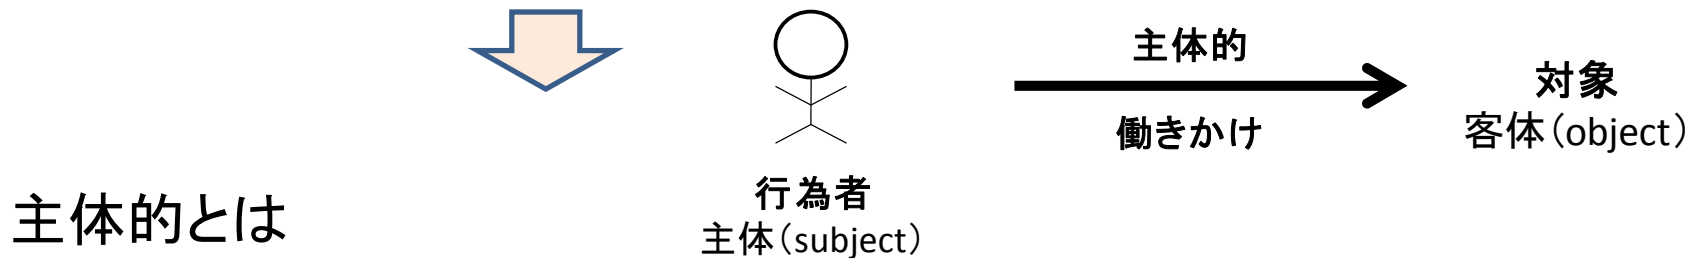 主体的
働きかけ
対象
客体（object）
行為者
主体（subject）
主体的とは